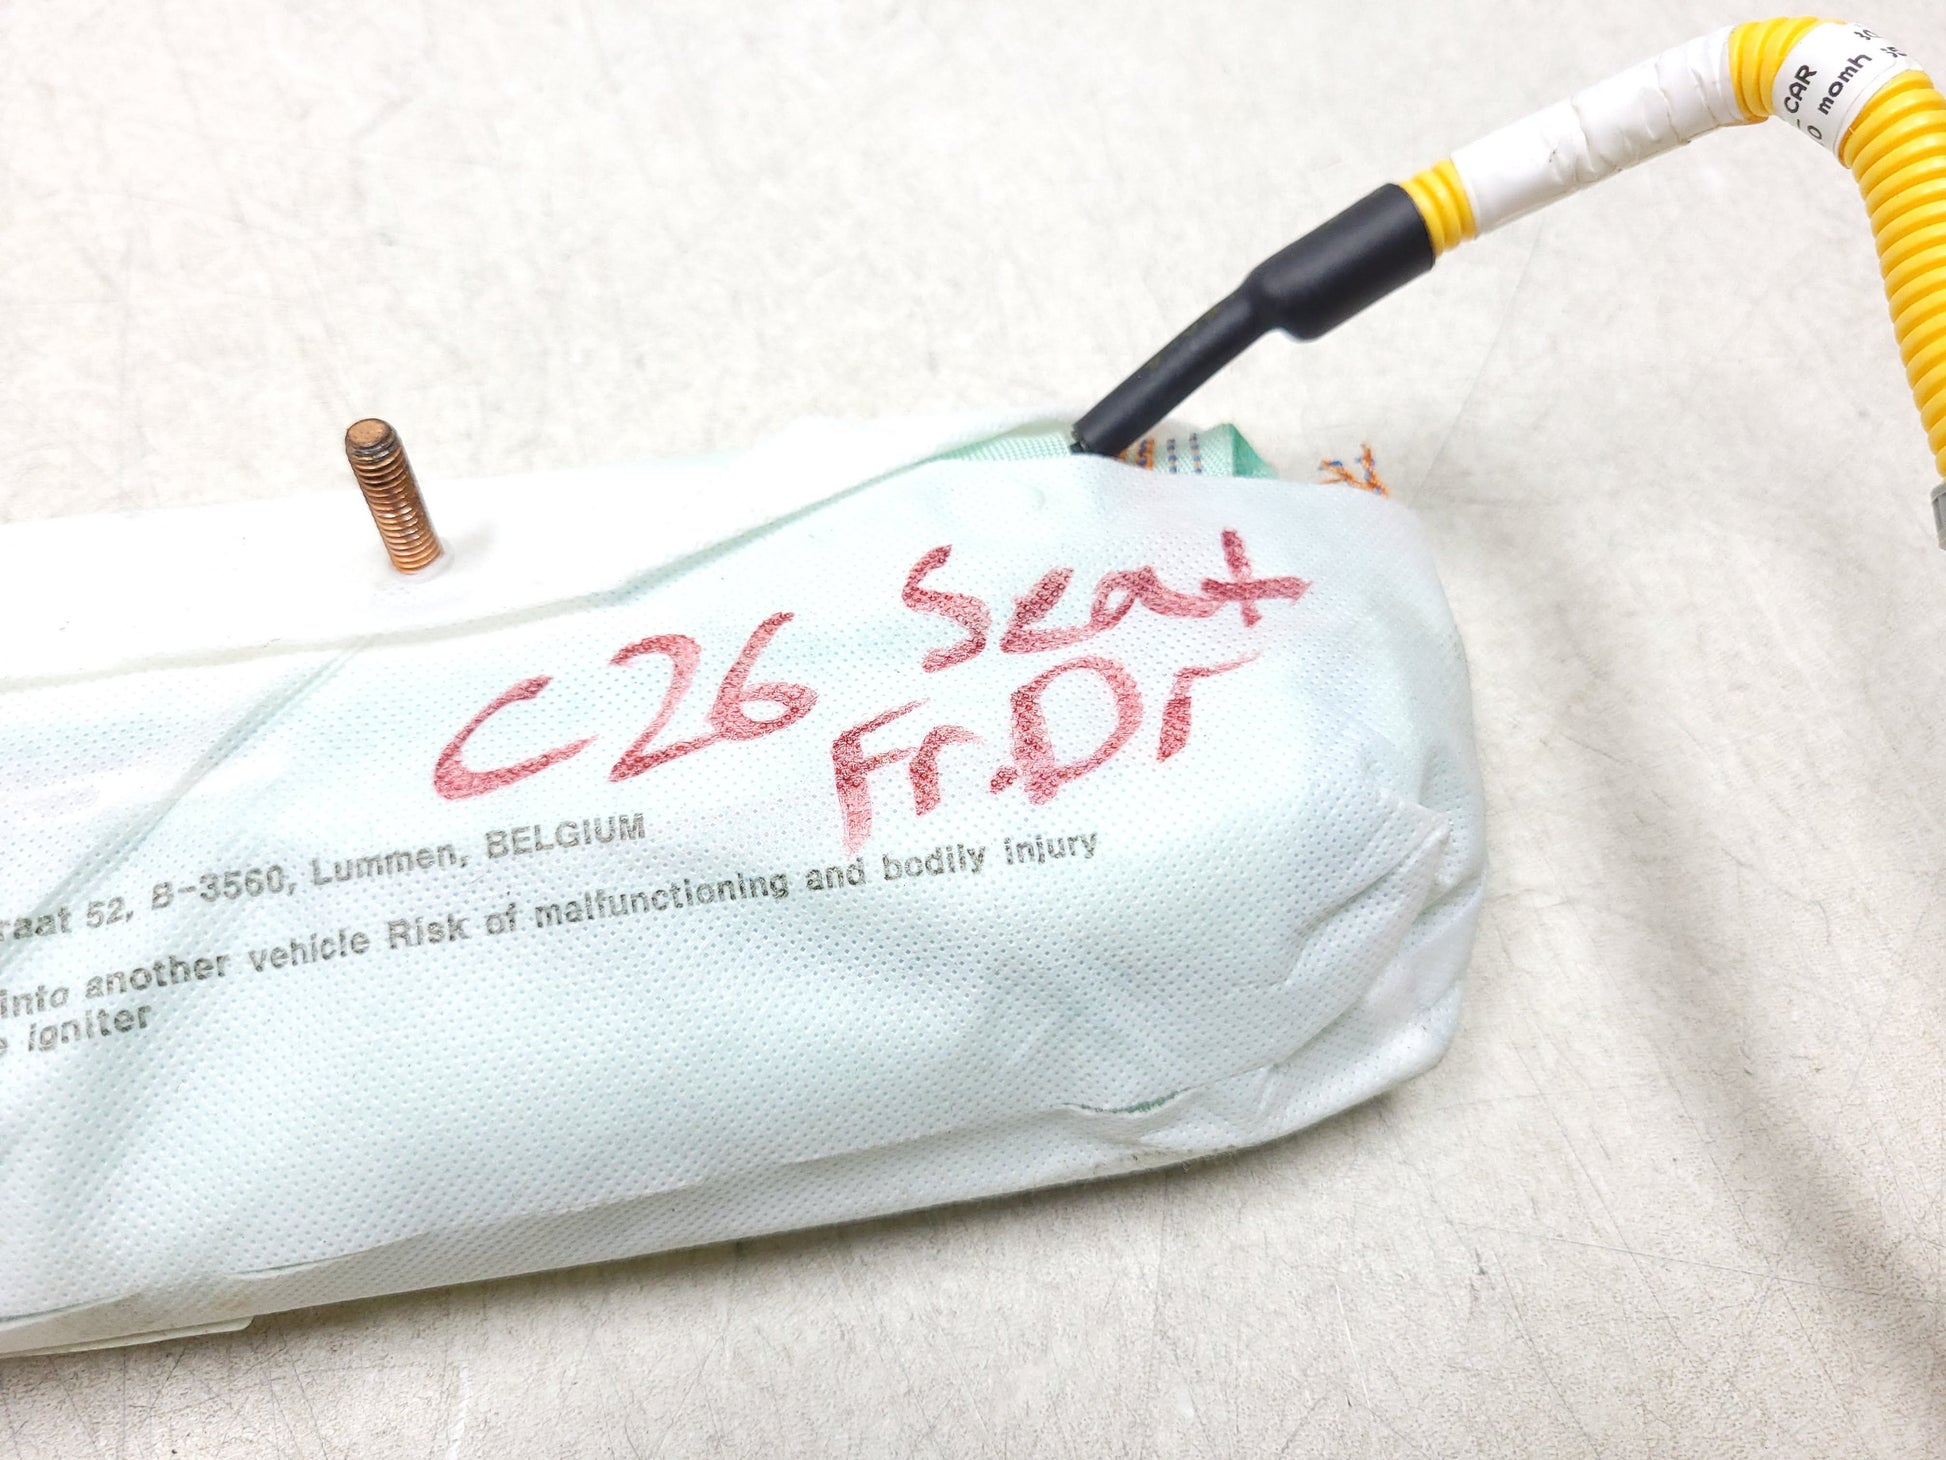 C26 Seat
Fr. Dr
52, B-3560, Lummen, BELGIUM
into another vehicle Risk of malfunctioning and bodily injury
igniter
CAR
momh